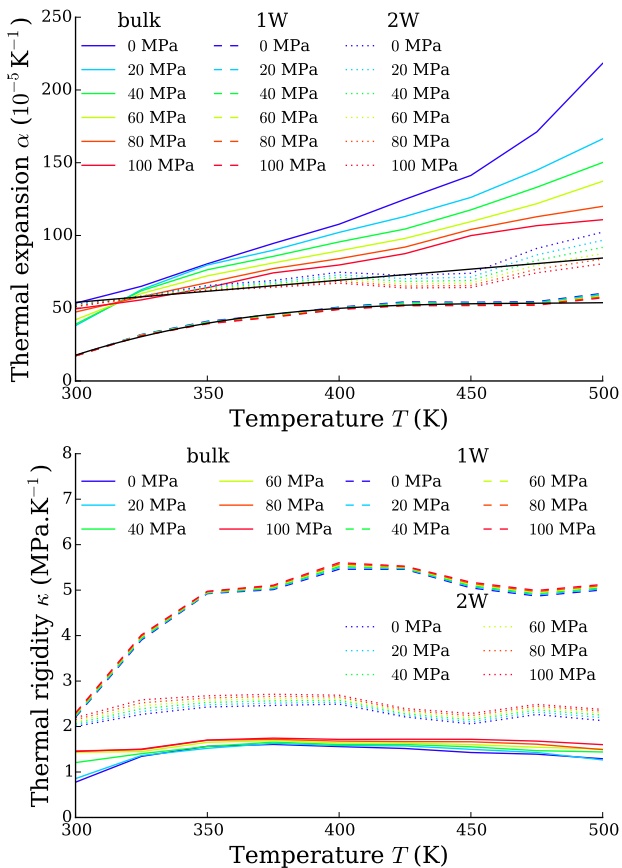 Thermal expansion α (10⁻⁵ K⁻¹)
250
200
150
100
50
0
bulk 1W 2W
0 MPa 0 MPa 0 MPa
20 MPa 20 MPa 20 MPa
40 MPa 40 MPa 40 MPa
60 MPa 60 MPa 60 MPa
80 MPa 80 MPa 80 MPa
100 MPa 100 MPa 100 MPa
300 350 400 450 500
Temperature T (K)
Thermal rigidity κ (MPa.K⁻¹)
8
7
6
5
4
3
2
1
0
bulk 1W
0 MPa 60 MPa 0 MPa 60 MPa
20 MPa 80 MPa 20 MPa 80 MPa
40 MPa 100 MPa 40 MPa 100 MPa
2W
0 MPa 60 MPa
20 MPa 80 MPa
40 MPa 100 MPa
300 350 400 450 500
Temperature T (K)